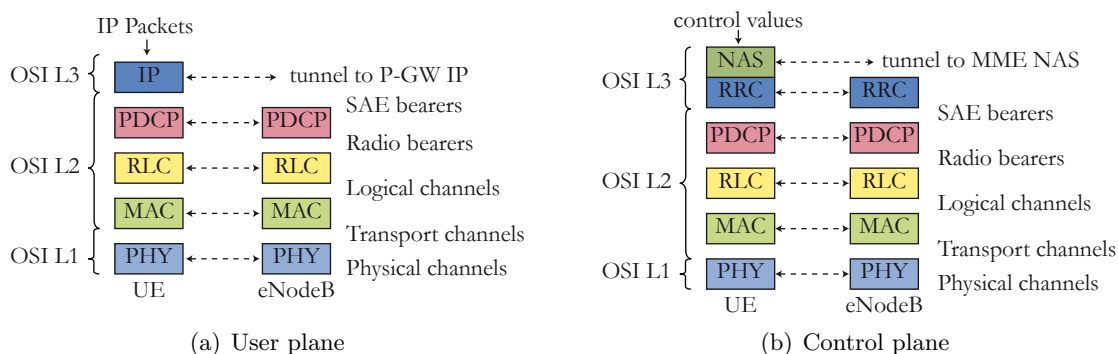 IP Packets
OSI L3
IP
tunnel to P-GW IP
SAE bearers
PDCP
PDCP
Radio bearers
OSI L2
RLC
RLC
Logical channels
MAC
MAC
Transport channels
OSI L1
PHY
PHY
Physical channels
UE
eNodeB
(a) User plane
control values
NAS
tunnel to MME NAS
OSI L3
RRC
RRC
SAE bearers
PDCP
PDCP
Radio bearers
OSI L2
RLC
RLC
Logical channels
MAC
MAC
Transport channels
OSI L1
PHY
PHY
Physical channels
UE
eNodeB
(b) Control plane